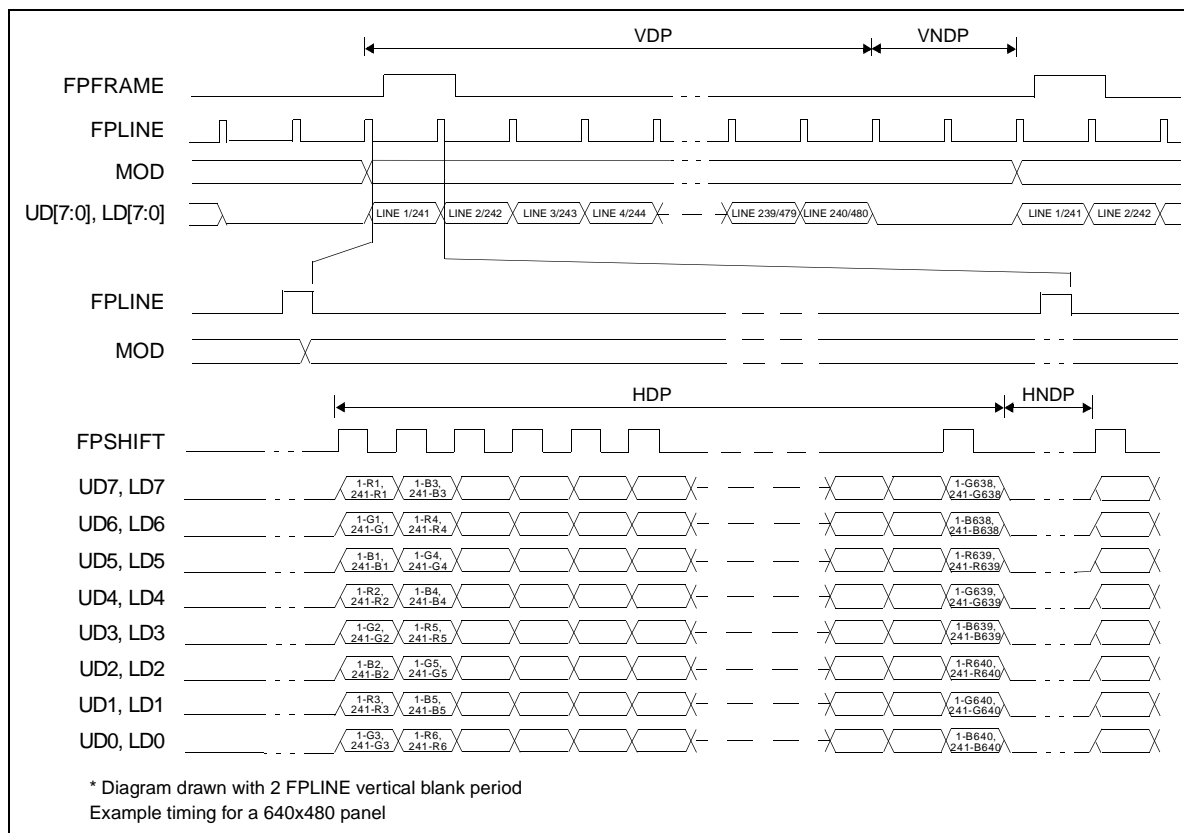 VDP VNDP
FPFRAME
FPLINE
MOD
UD[7:0], LD[7:0] LINE 1/241 LINE 2/242 LINE 3/243 LINE 4/244 LINE 239/479 LINE 240/480 LINE 1/241 LINE 2/242
FPLINE
MOD
HDP HNDP
FPSHIFT
UD7, LD7 1-R1, 241-R1 1-B3, 241-B3 1-G638, 241-G638
UD6, LD6 1-G1, 241-G1 1-R4, 241-R4 1-B638, 241-B638
UD5, LD5 1-B1, 241-B1 1-G4, 241-G4 1-R639, 241-R639
UD4, LD4 1-R2, 241-R2 1-B4, 241-B4 1-G639, 241-G639
UD3, LD3 1-G2, 241-G2 1-R5, 241-R5 1-B639, 241-B639
UD2, LD2 1-B2, 241-B2 1-G5, 241-G5 1-R640, 241-R640
UD1, LD1 1-R3, 241-R3 1-B5, 241-B5 1-G640, 241-G640
UD0, LD0 1-G3, 241-G3 1-R6, 241-R6 1-B640, 241-B640
* Diagram drawn with 2 FPLINE vertical blank period
Example timing for a 640x480 panel